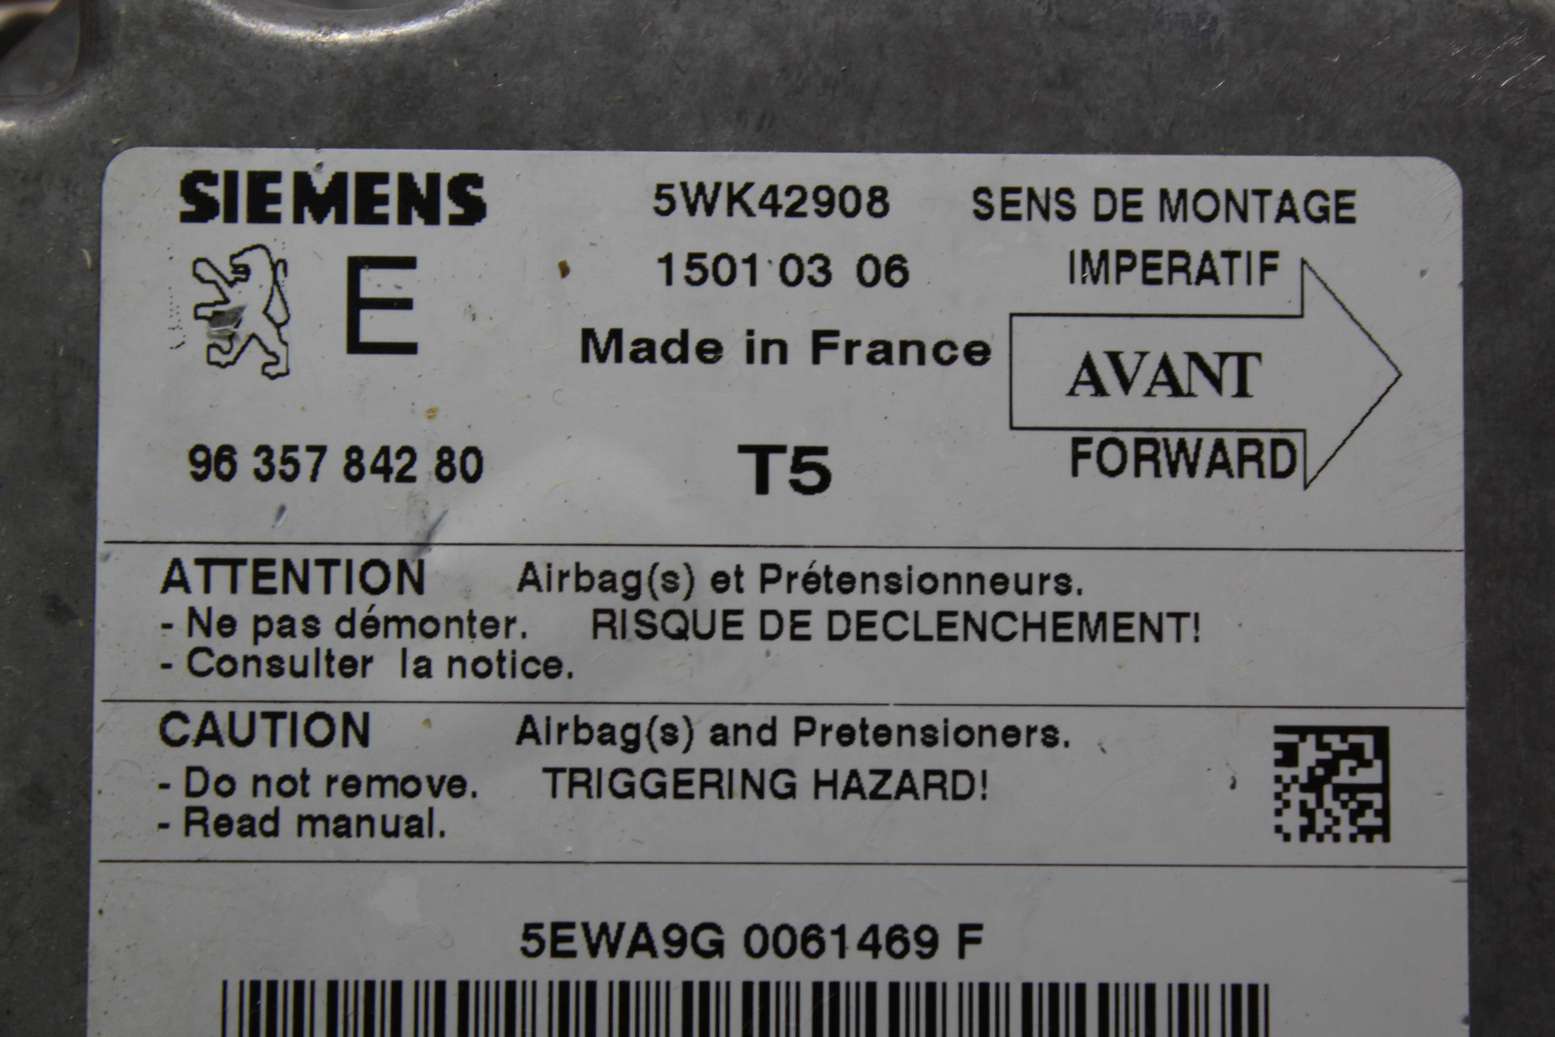 SIEMENS 5WK42908 SENS DE MONTAGE
E 1501 03 06 IMPERATIF
Made in France AVANT
96 357 842 80 T5 FORWARD
ATTENTION Airbag(s) et Prétensionneurs.
- Ne pas démonter. RISQUE DE DECLENCHEMENT!
- Consulter la notice.
CAUTION Airbag(s) and Pretensioners.
- Do not remove. TRIGGERING HAZARD!
- Read manual.
5EWA9G 0061469 F